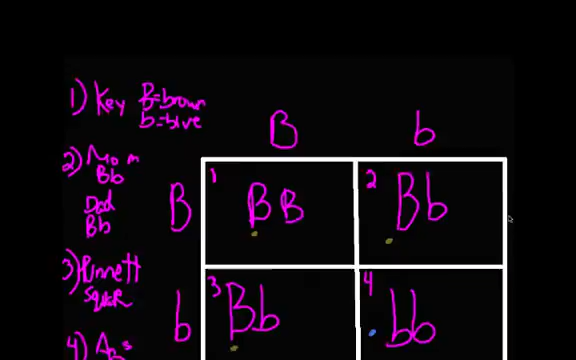 1) Key B=brown
b=blue
B b
2) Mom
Bb
Dad
Bb
B
1 BB
2 Bb
3) Punnett
Square
b
3 Bb
4 bb
4)